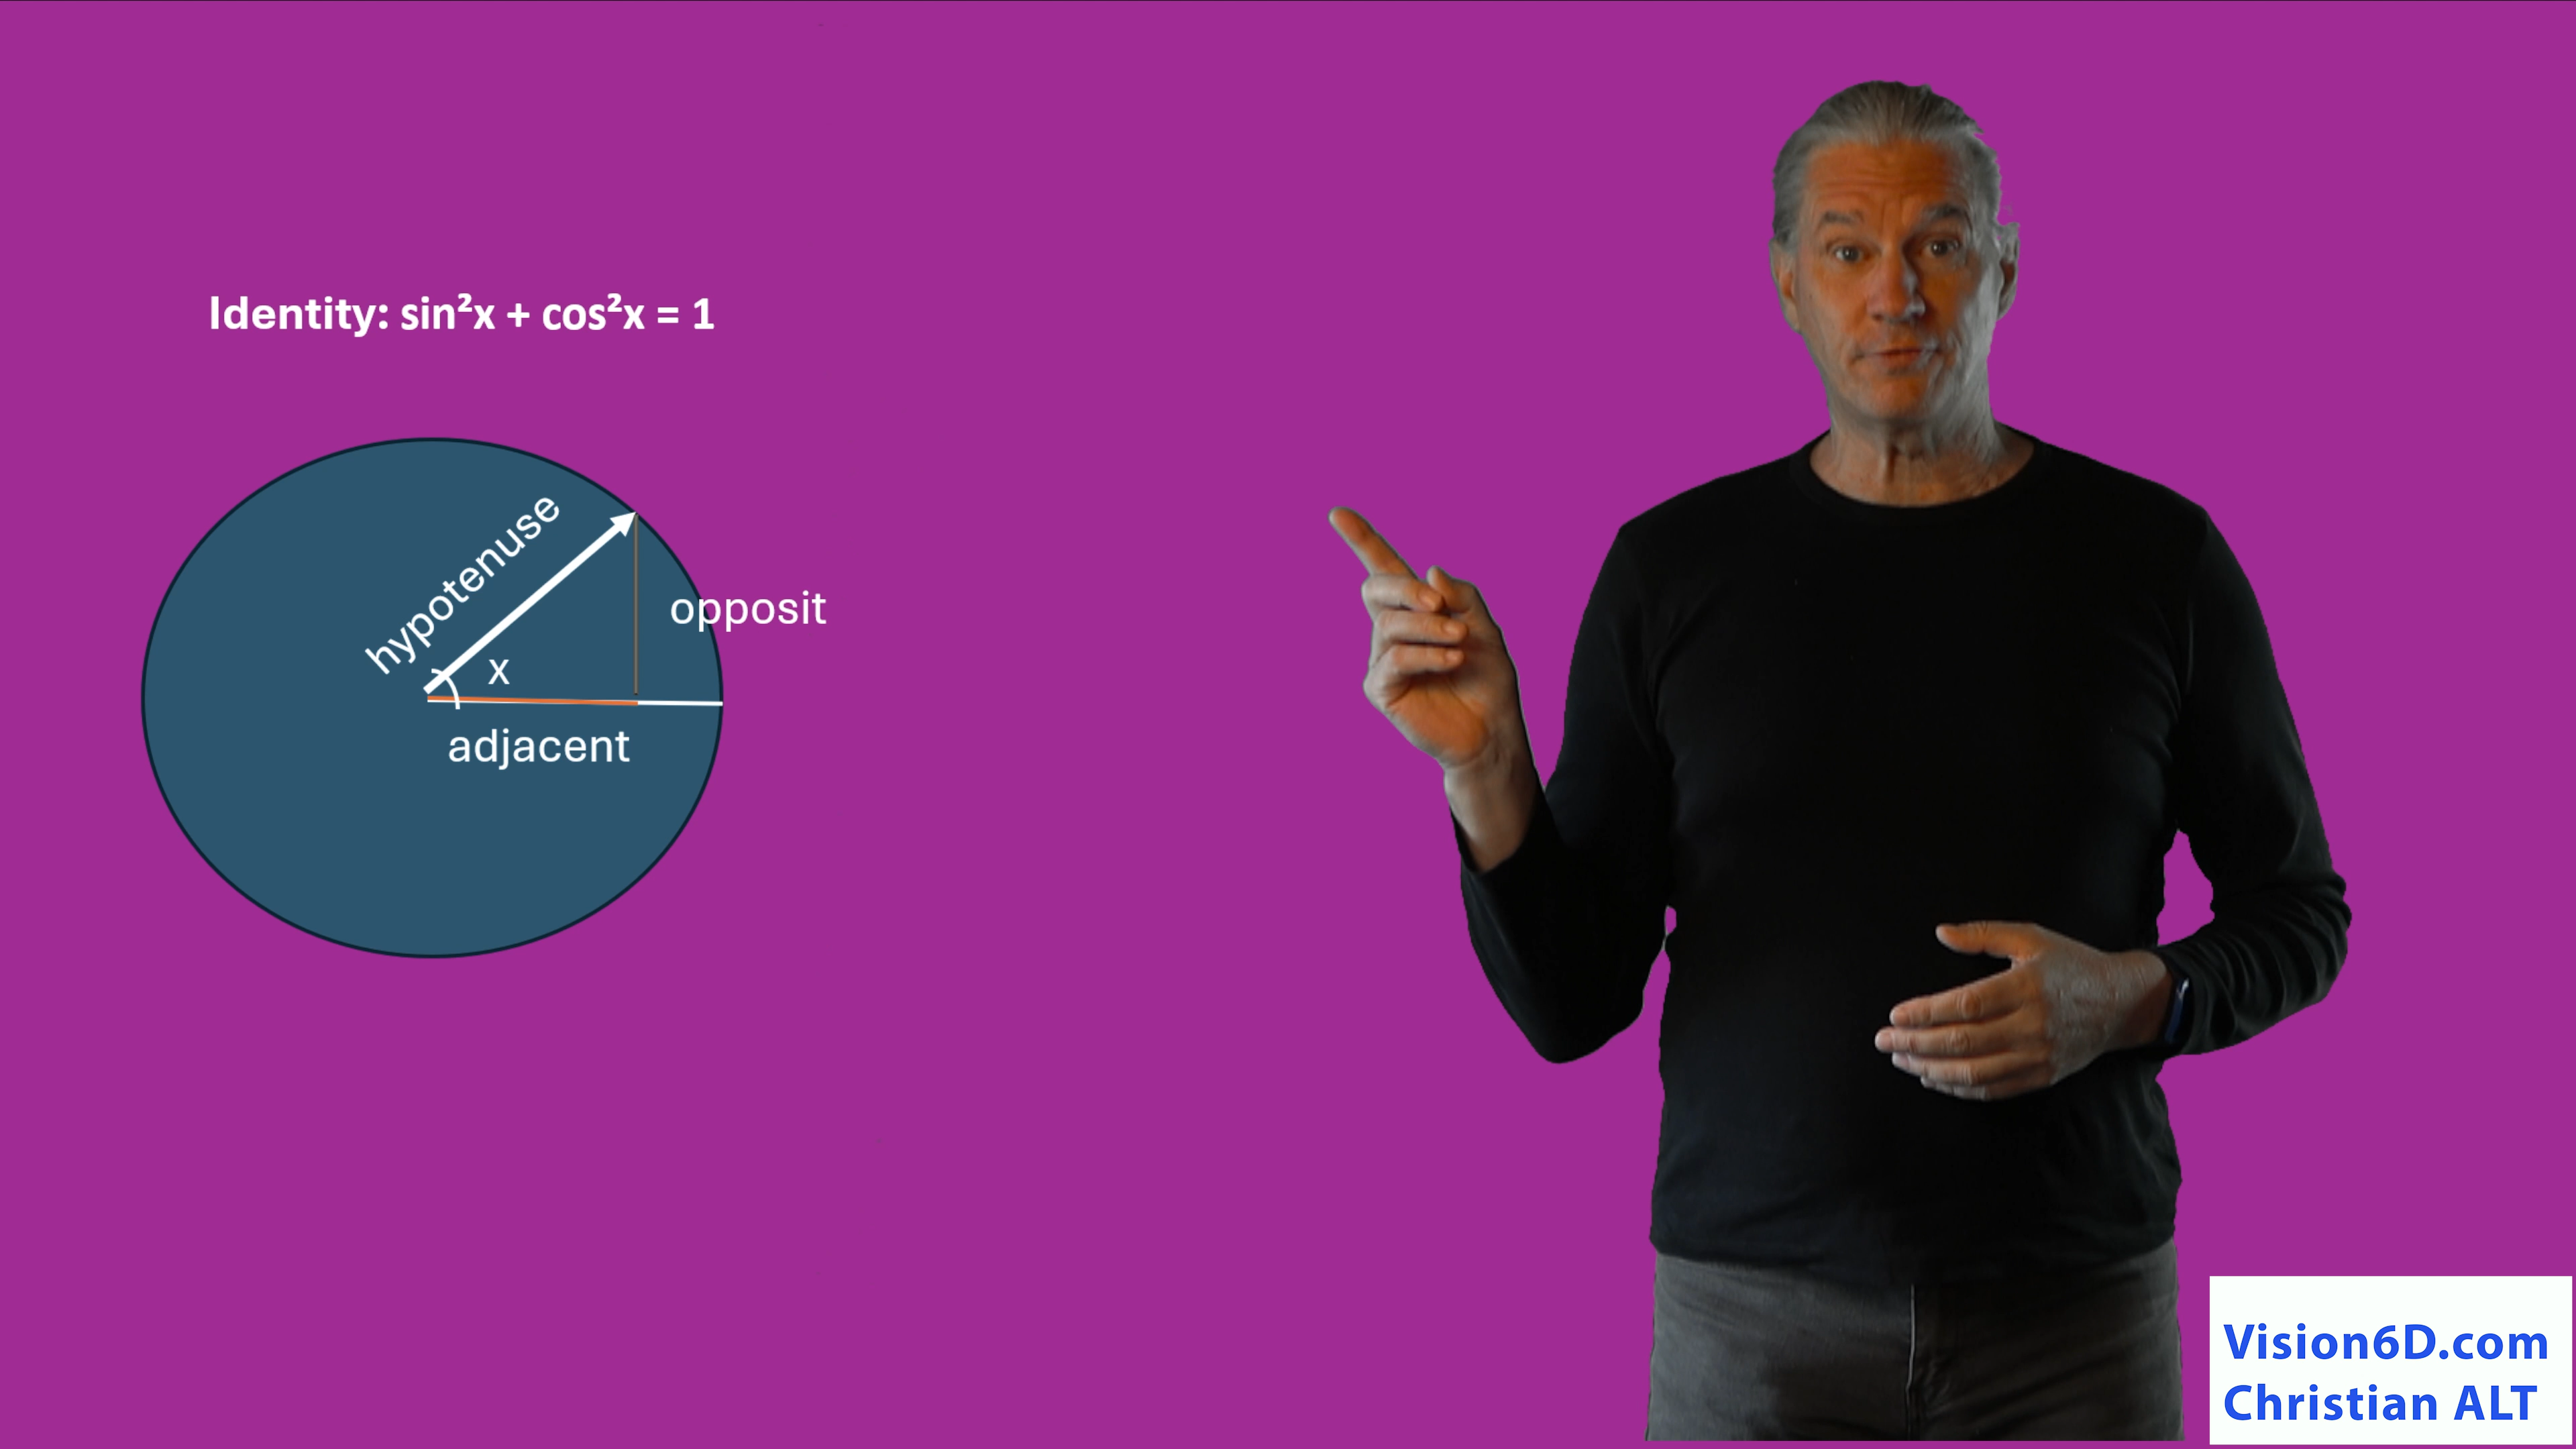 Identity: sin²x + cos²x = 1
hypotenuse
opposit
x
adjacent
Vision6D.com
Christian ALT